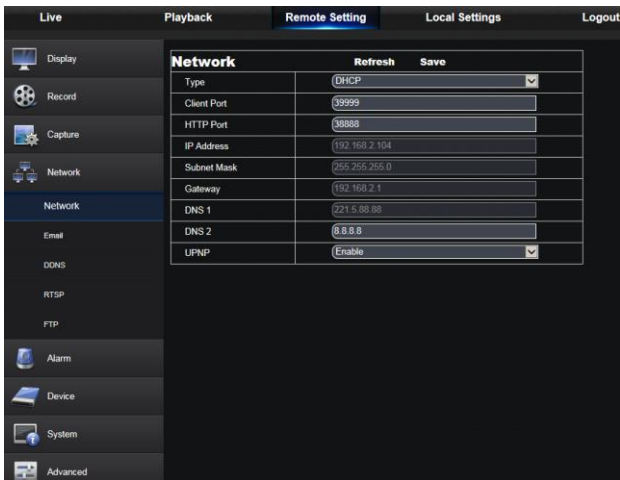 Live Playback Remote Setting Local Settings Logout
Display
Record
Capture
Network
Network
Email
DDNS
RTSP
FTP
Alarm
Device
System
Advanced
Network Refresh Save
Type DHCP
Client Port 39999
HTTP Port 38888
IP Address 192.168.2.104
Subnet Mask 255.255.255.0
Gateway 192.168.2.1
DNS 1 221.5.88.88
DNS 2 8.8.8.8
UPNP Enable